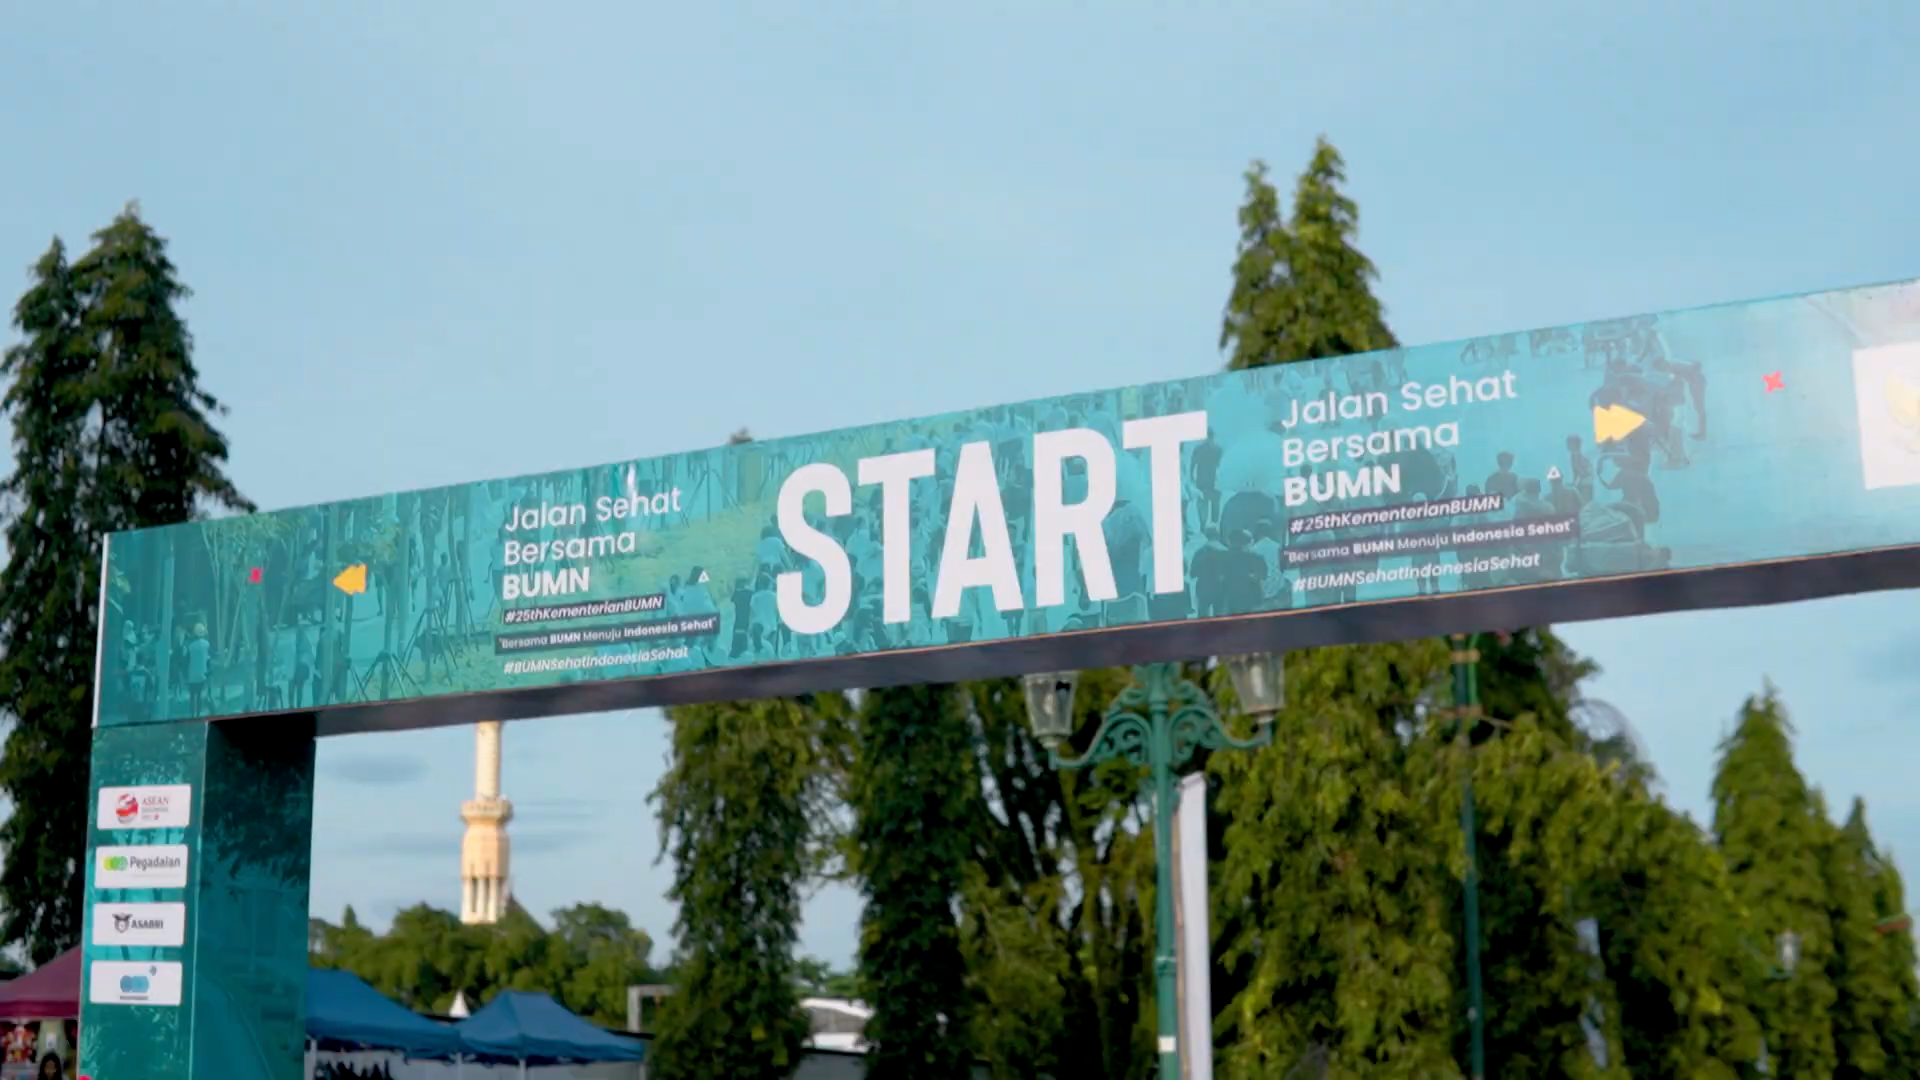 Jalan Sehat
Bersama
BUMN
#25thKementerianBUMN
"Bersama BUMN Menuju Indonesia Sehat"
#BUMNSehatIndonesiaSehat
START
Jalan Sehat
Bersama
BUMN
#25thKementerianBUMN
"Bersama BUMN Menuju Indonesia Sehat"
#BUMNSehatIndonesiaSehat
ASEAN
Pegadaian
ASABRI